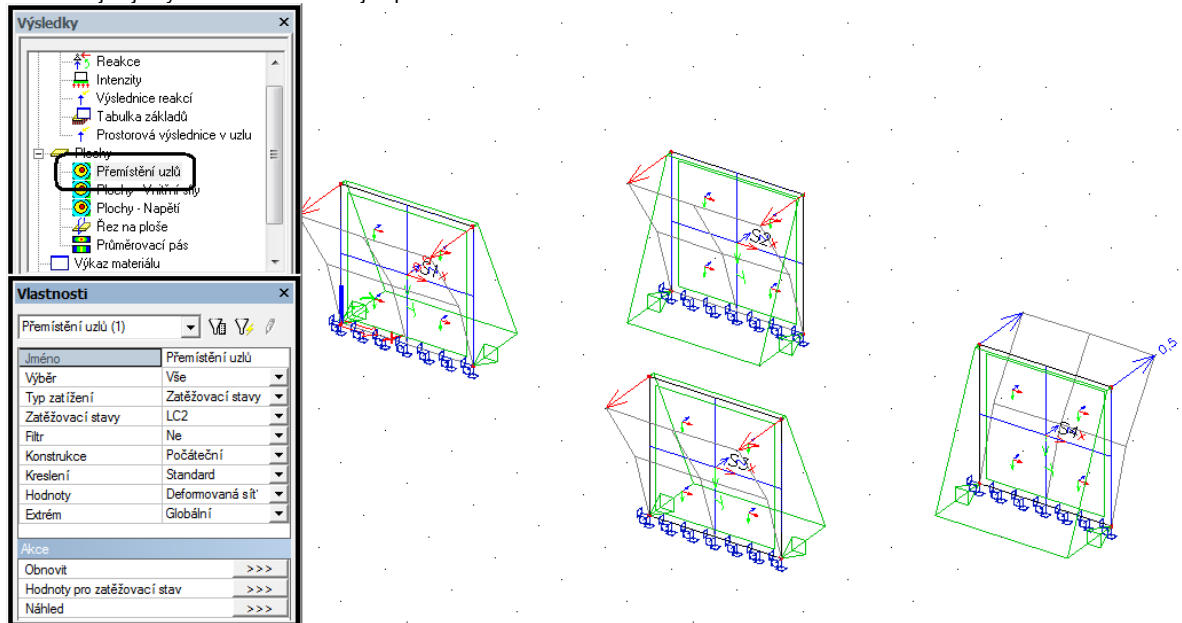 Výsledky
Reakce
Intenzity
Výslednice reakcí
Tabulka základů
Prostorová výslednice v uzlu
Plochy
Přemístění uzlů
Plochy - Vnitřní síly
Plochy - Napětí
Řez na ploše
Průměrovací pás
Výkaz materiálu
Vlastnosti
Přemístění uzlů (1)
Jméno Přemístění uzlů
Výběr Vše
Typ zatížení Zatěžovací stavy
Zatěžovací stavy LC2
Filtr Ne
Konstrukce Počáteční
Kreslení Standard
Hodnoty Deformovaná síť
Extrém Globální
Akce
Obnovit >>>
Hodnoty pro zatěžovací stav >>>
Náhled >>>
S1
S2
S3
S4
0,5